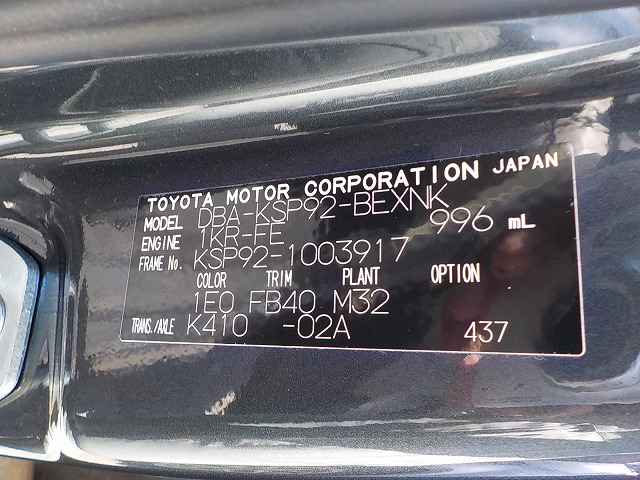 TOYOTA MOTOR CORPORATION JAPAN
MODEL DBA-KSP92-BEXNK
ENGINE 1KR-FE 996 mL
FRAME No. KSP92-1003917
COLOR TRIM PLANT OPTION
1E0 FB40 M32
TRANS./AXLE K410 -02A 437